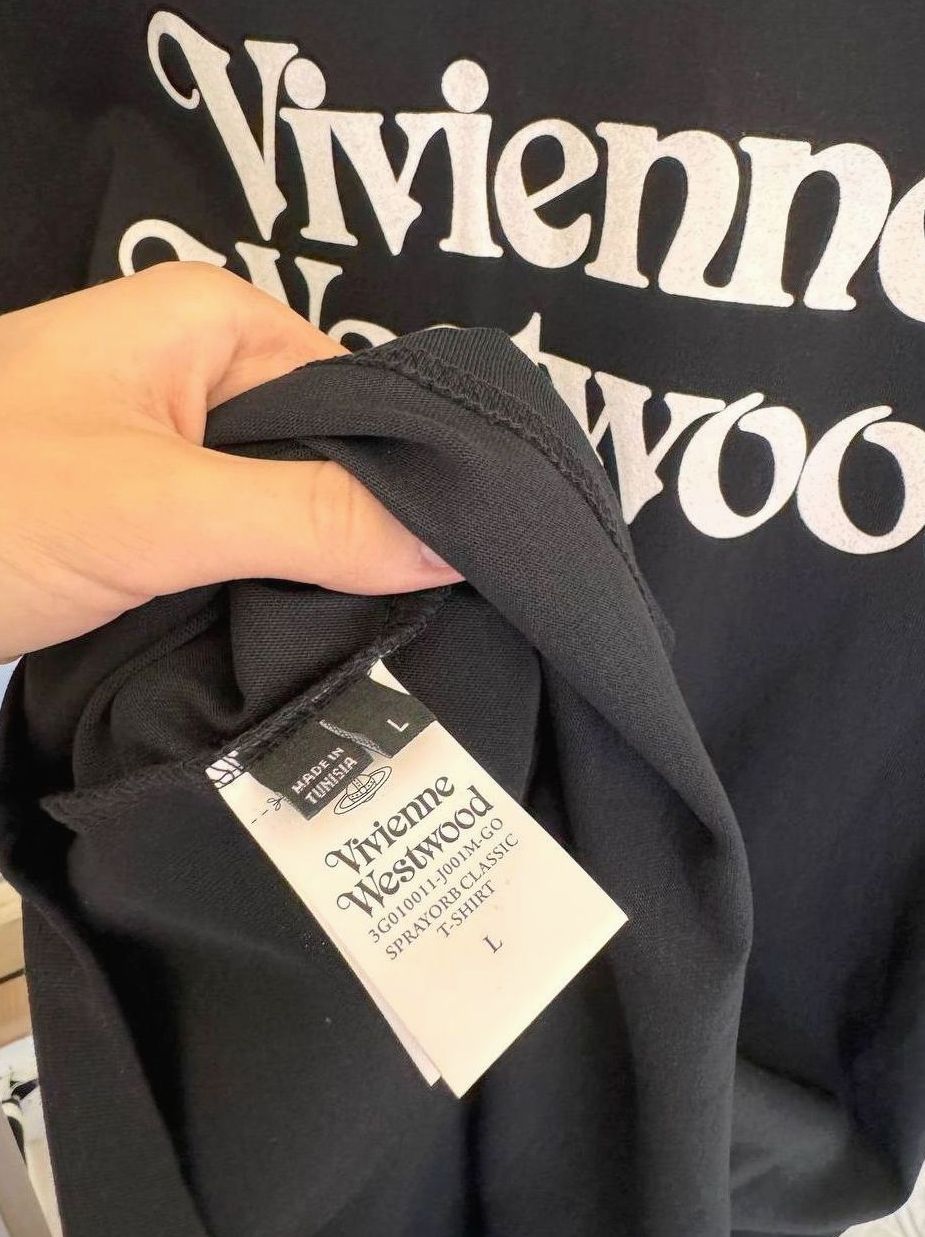 Vivienne
Westwoo
L
MADE IN
TUNISIA
Vivienne
Westwood
3G010011-J001M-GO
SPRAYORB CLASSIC
T-SHIRT
L